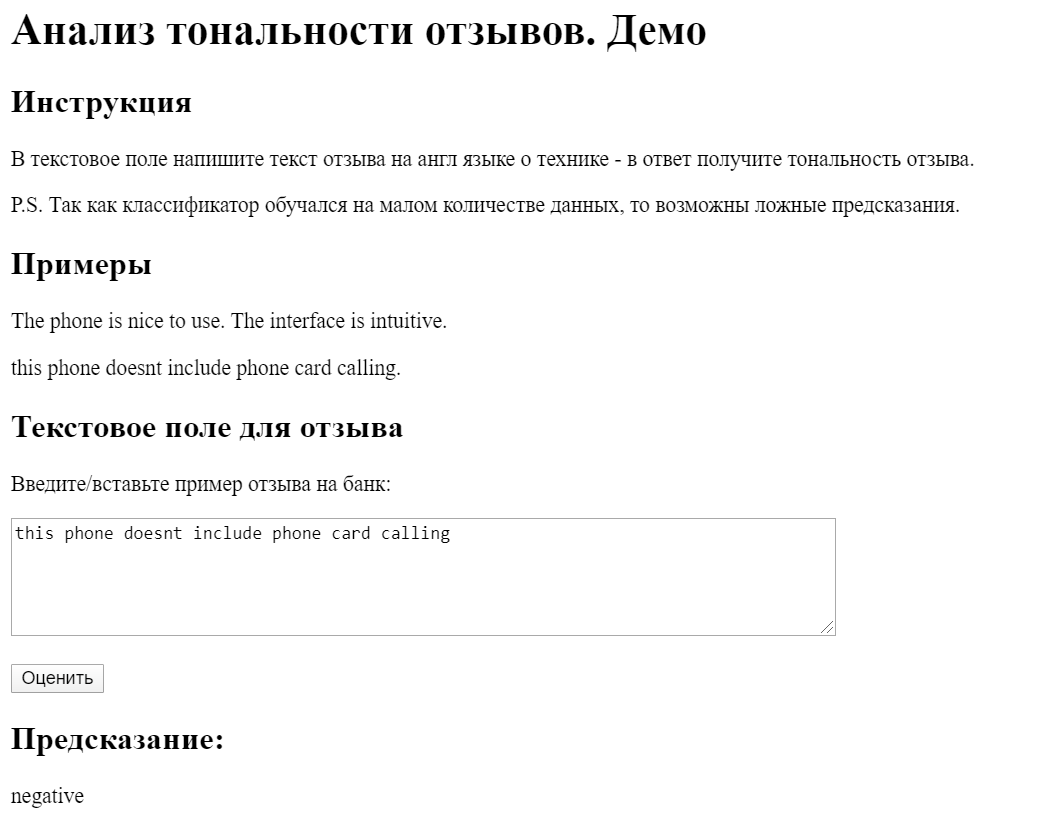 Анализ тональности отзывов. Демо
Инструкция
В текстовое поле напишите текст отзыва на англ языке о технике - в ответ получите тональность отзыва.
P.S. Так как классификатор обучался на малом количестве данных, то возможны ложные предсказания.
Примеры
The phone is nice to use. The interface is intuitive.
this phone doesnt include phone card calling.
Текстовое поле для отзыва
Введите/вставьте пример отзыва на банк:
this phone doesnt include phone card calling
Оценить
Предсказание:
negative